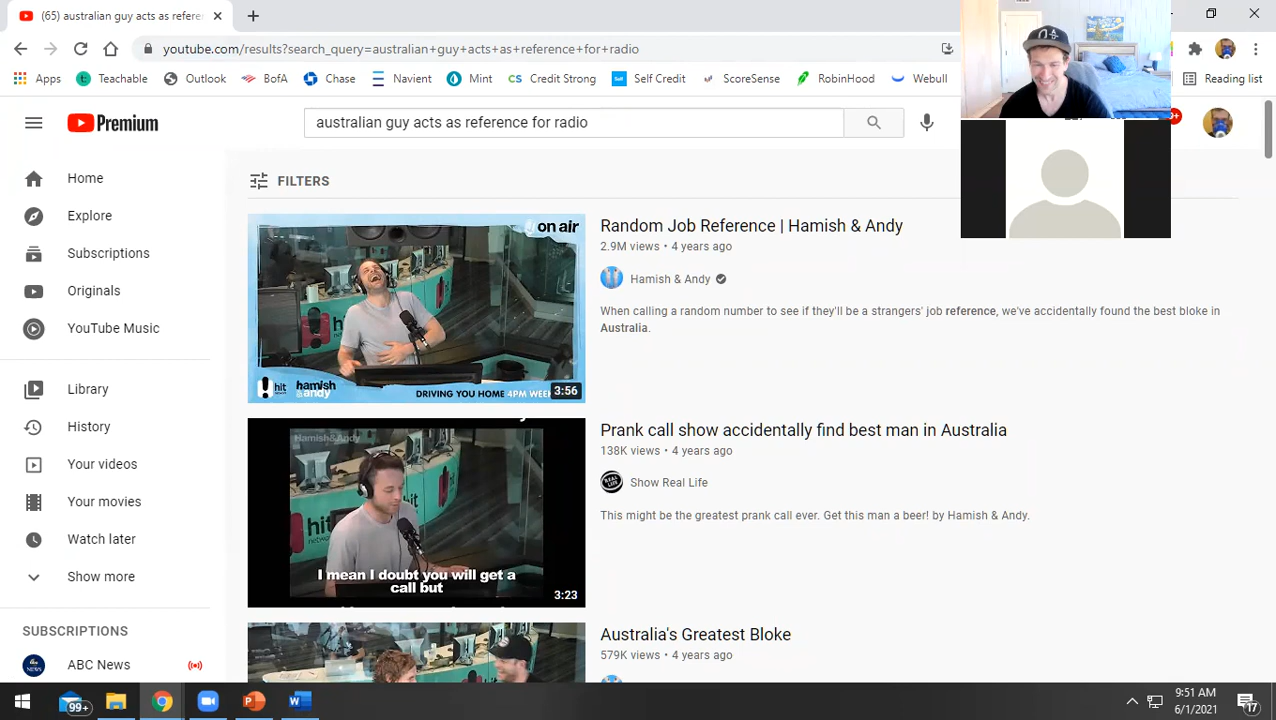 (65) australian guy acts as refere
youtube.com/results?search_query=australian+guy+acts+as+reference+for+radio
Apps Teachable Outlook BofA Chase Navient Mint Credit Strong Self Credit ScoreSense RobinHood Webull Reading list
Premium
australian guy acts as reference for radio
Home
Explore
Subscriptions
Originals
YouTube Music
Library
History
Your videos
Your movies
Watch later
Show more
SUBSCRIPTIONS
ABC News
FILTERS
on air
hit
hamish
andy
DRIVING YOU HOME 4PM WEEK
3:56
Random Job Reference | Hamish & Andy
2.9M views • 4 years ago
Hamish & Andy
When calling a random number to see if they'll be a strangers' job reference, we've accidentally found the best bloke in
Australia.
Hamish&Andy
hit
I mean I doubt you will get a
call but
3:23
Prank call show accidentally find best man in Australia
138K views • 4 years ago
REAL LIFE
Show Real Life
This might be the greatest prank call ever. Get this man a beer! by Hamish & Andy.
Australia's Greatest Bloke
579K views • 4 years ago
99+
9:51 AM
6/1/2021
17